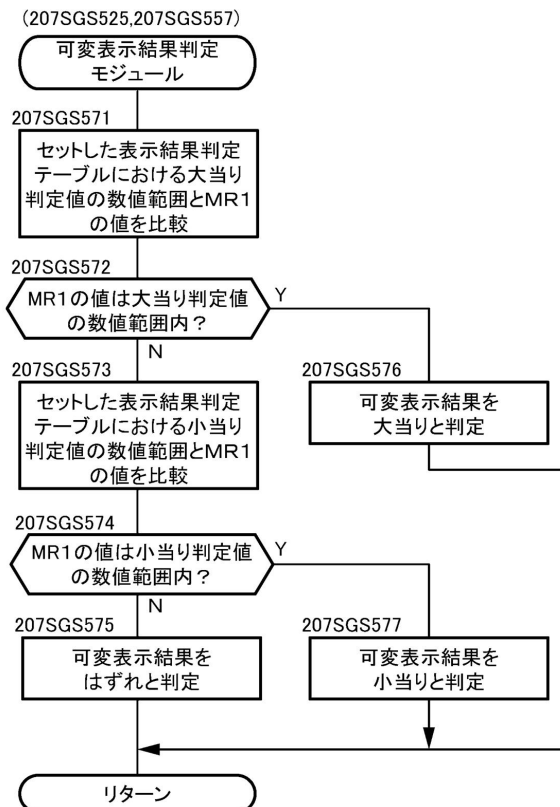 (207SGS525,207SGS557)
可変表示結果判定
モジュール
207SGS571
セットした表示結果判定
テーブルにおける大当り
判定値の数値範囲とMR1
の値を比較
207SGS572
MR1の値は大当り判定値
の数値範囲内？
Y
N
207SGS573
セットした表示結果判定
テーブルにおける小当り
判定値の数値範囲とMR1
の値を比較
207SGS576
可変表示結果を
大当りと判定
207SGS574
MR1の値は小当り判定値
の数値範囲内？
Y
N
207SGS575
可変表示結果を
はずれと判定
207SGS577
可変表示結果を
小当りと判定
リターン